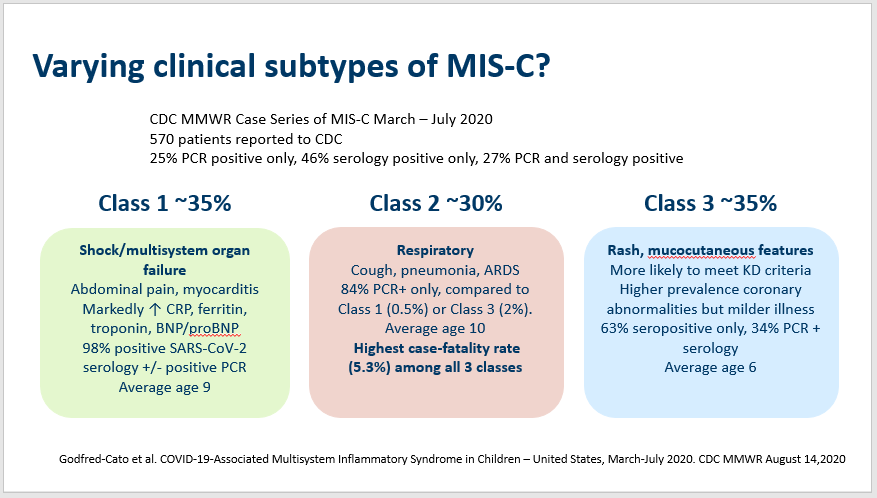 Varying clinical subtypes of MIS-C?
CDC MMWR Case Series of MIS-C March – July 2020
570 patients reported to CDC
25% PCR positive only, 46% serology positive only, 27% PCR and serology positive
Class 1 ~35%
Shock/multisystem organ
failure
Abdominal pain, myocarditis
Markedly ↑ CRP, ferritin,
troponin, BNP/proBNP
98% positive SARS-CoV-2
serology +/- positive PCR
Average age 9
Class 2 ~30%
Respiratory
Cough, pneumonia, ARDS
84% PCR+ only, compared to
Class 1 (0.5%) or Class 3 (2%).
Average age 10
Highest case-fatality rate
(5.3%) among all 3 classes
Class 3 ~35%
Rash, mucocutaneous features
More likely to meet KD criteria
Higher prevalence coronary
abnormalities but milder illness
63% seropositive only, 34% PCR +
serology
Average age 6
Godfred-Cato et al. COVID-19-Associated Multisystem Inflammatory Syndrome in Children – United States, March-July 2020. CDC MMWR August 14,2020